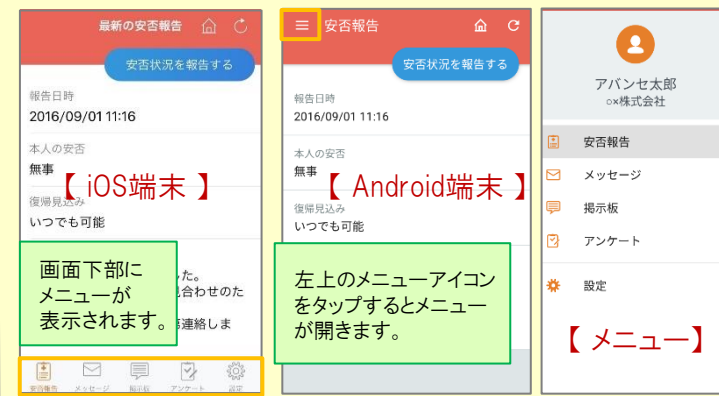 最新の安否報告
安否状況を報告する
報告日時
2016/09/01 11:16
本人の安否
無事
【 iOS端末 】
復帰見込み
いつでも可能
画面下部に
メニューが
表示されます。
た。
合わせのた
連絡しま
安否報告 メッセージ 掲示板 アンケート 設定
安否報告
安否状況を報告する
報告日時
2016/09/01 11:16
本人の安否
無事
【 Android端末 】
復帰見込み
いつでも可能
左上のメニューアイコン
をタップするとメニュー
が開きます。
アバンセ太郎
○×株式会社
安否報告
メッセージ
掲示板
アンケート
設定
【 メニュー】